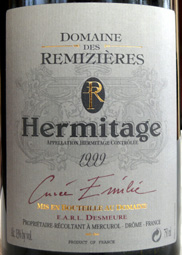 DOMAINE
DES
REMIZIÈRES
R
Hermitage
APPELLATION HERMITAGE CONTRÔLÉE
1999
Cuvée Emilie
MIS EN BOUTEILLE AU DOMAINE
E.A.R.L. DESMEURE
PROPRIÉTAIRE-RÉCOLTANT À MERCUROL - DRÔME - FRANCE
PRODUCT OF FRANCE